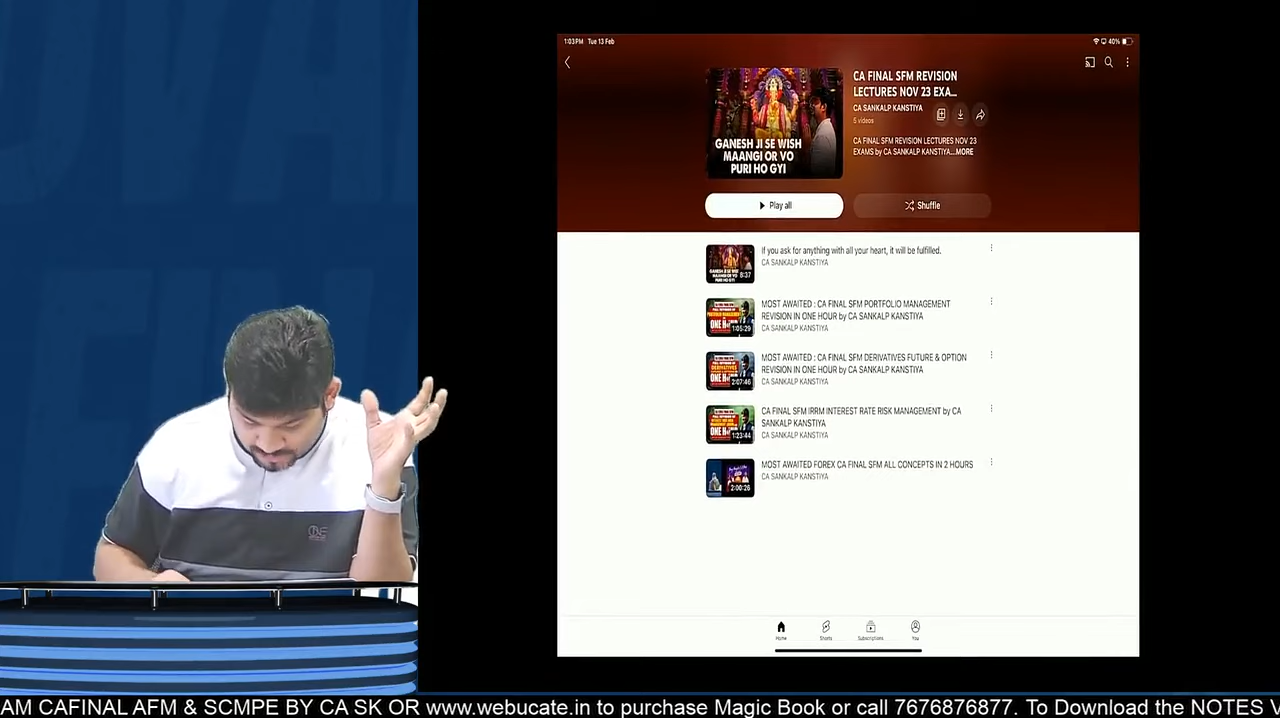 1:03 PM Tue 13 Feb
40%
GANESH JI SE WISH
MAANGI OR VO
PURI HO GYI
CA FINAL SFM REVISION
LECTURES NOV 23 EXA...
CA SANKALP KANSTIYA
5 videos
CA FINAL SFM REVISION LECTURES NOV 23
EXAMS by CA SANKALP KANSTIYA...MORE
Play all
Shuffle
8:37
If you ask for anything with all your heart, it will be fulfilled.
CA SANKALP KANSTIYA
PORTFOLIO MANAGEMENT
ONE H
1:05:29
MOST AWAITED : CA FINAL SFM PORTFOLIO MANAGEMENT
REVISION IN ONE HOUR by CA SANKALP KANSTIYA
CA SANKALP KANSTIYA
DERIVATIVES
ONE H
2:07:46
MOST AWAITED : CA FINAL SFM DERIVATIVES FUTURE & OPTION
REVISION IN ONE HOUR by CA SANKALP KANSTIYA
CA SANKALP KANSTIYA
ONE H
1:23:44
CA FINAL SFM IRRM INTEREST RATE RISK MANAGEMENT by CA
SANKALP KANSTIYA
CA SANKALP KANSTIYA
2:00:26
MOST AWAITED FOREX CA FINAL SFM ALL CONCEPTS IN 2 HOURS
CA SANKALP KANSTIYA
Home
Shorts
Subscriptions
You
AM CAFINAL AFM & SCMPE BY CA SK OR www.webucate.in to purchase Magic Book or call 7676876877. To Download the NOTES V